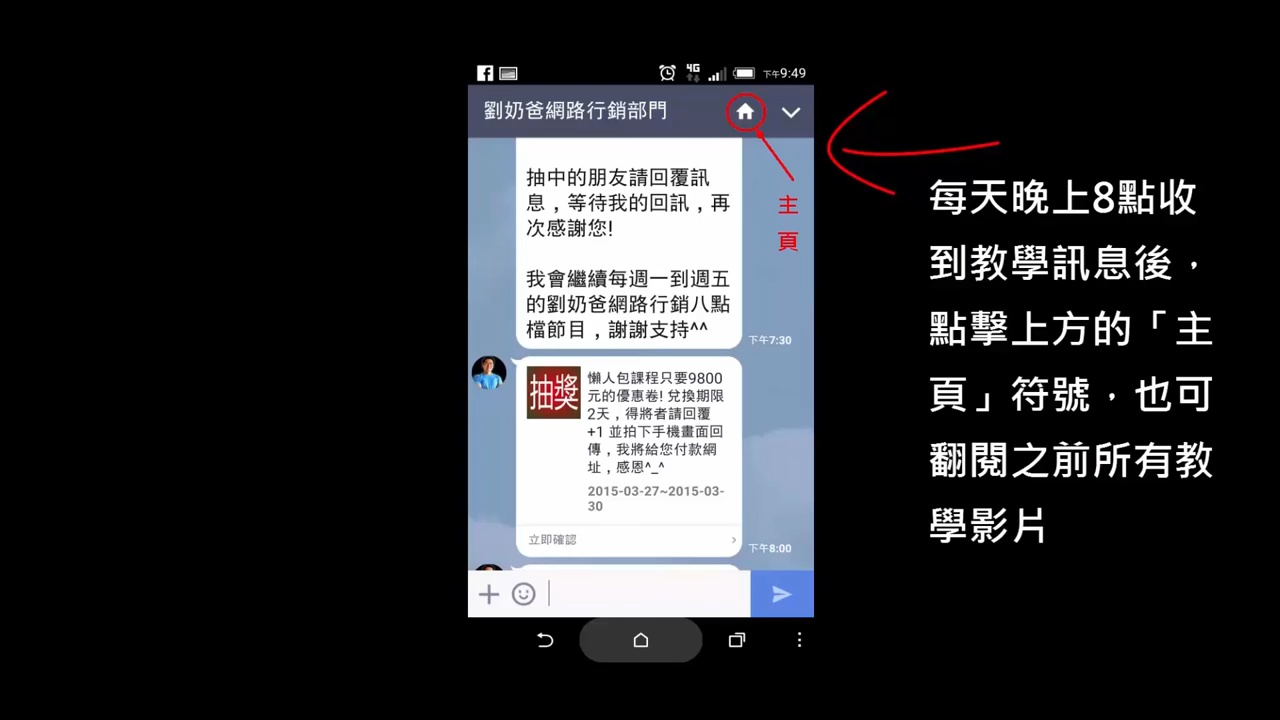 4G
下午9:49
劉奶爸網路行銷部門
抽中的朋友請回覆訊
息，等待我的回訊，再
次感謝您!
我會繼續每週一到週五
的劉奶爸網路行銷八點
檔節目，謝謝支持^^
下午7:30
主
頁
抽獎
懶人包課程只要9800
元的優惠卷! 兌換期限
2天，得將者請回覆
+1 並拍下手機畫面回
傳，我將給您付款網
址，感恩^_^
2015-03-27~2015-03-
30
立即確認
下午8:00
每天晚上8點收
到教學訊息後，
點擊上方的「主
頁」符號，也可
翻閱之前所有教
學影片